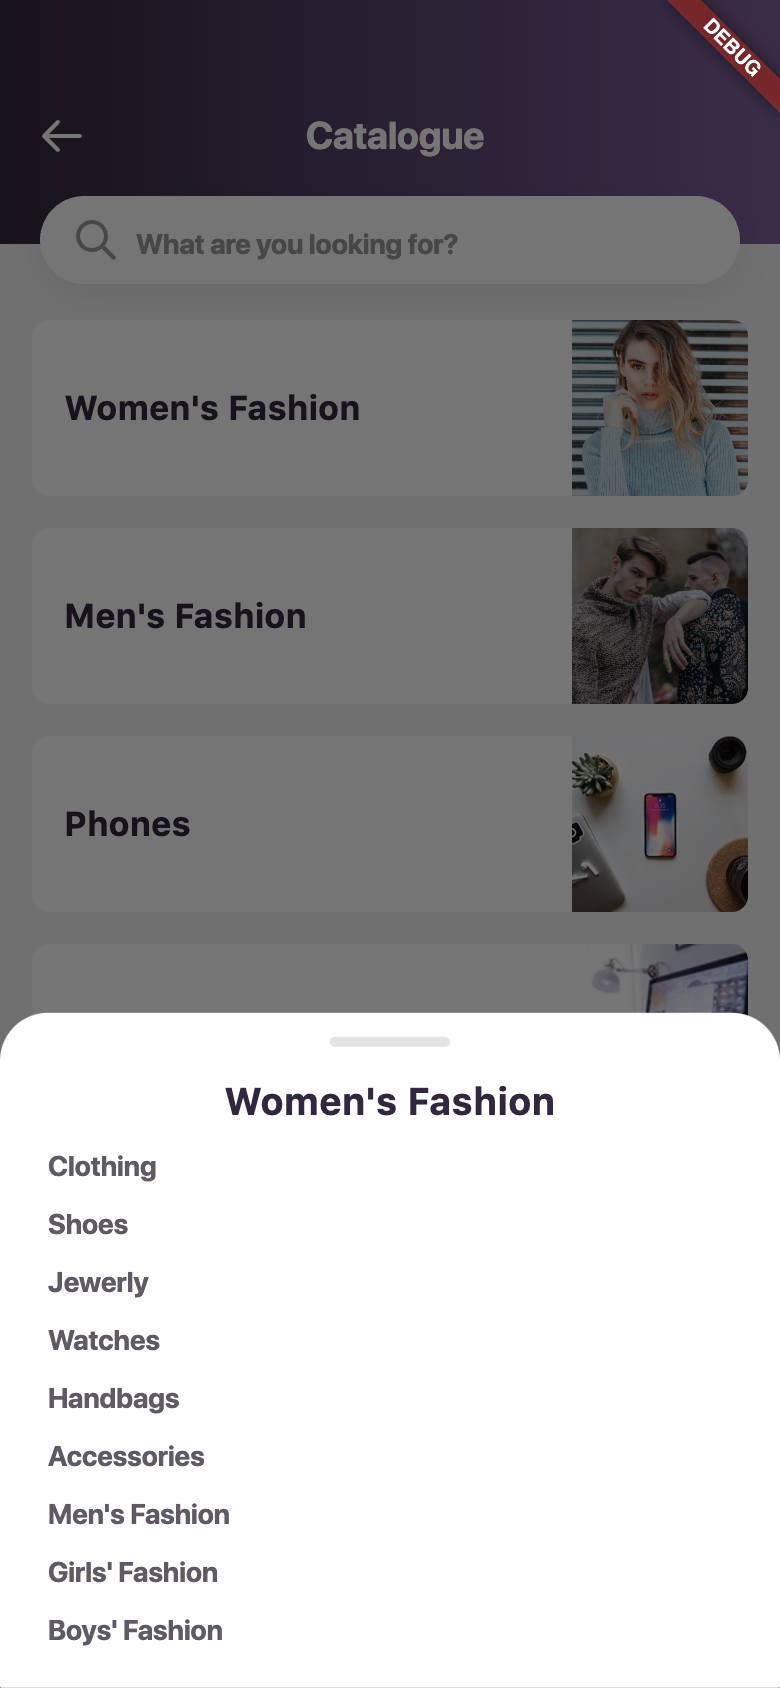 DEBUG
Catalogue
What are you looking for?
Women's Fashion
Men's Fashion
Phones
Women's Fashion
Clothing
Shoes
Jewerly
Watches
Handbags
Accessories
Men's Fashion
Girls' Fashion
Boys' Fashion